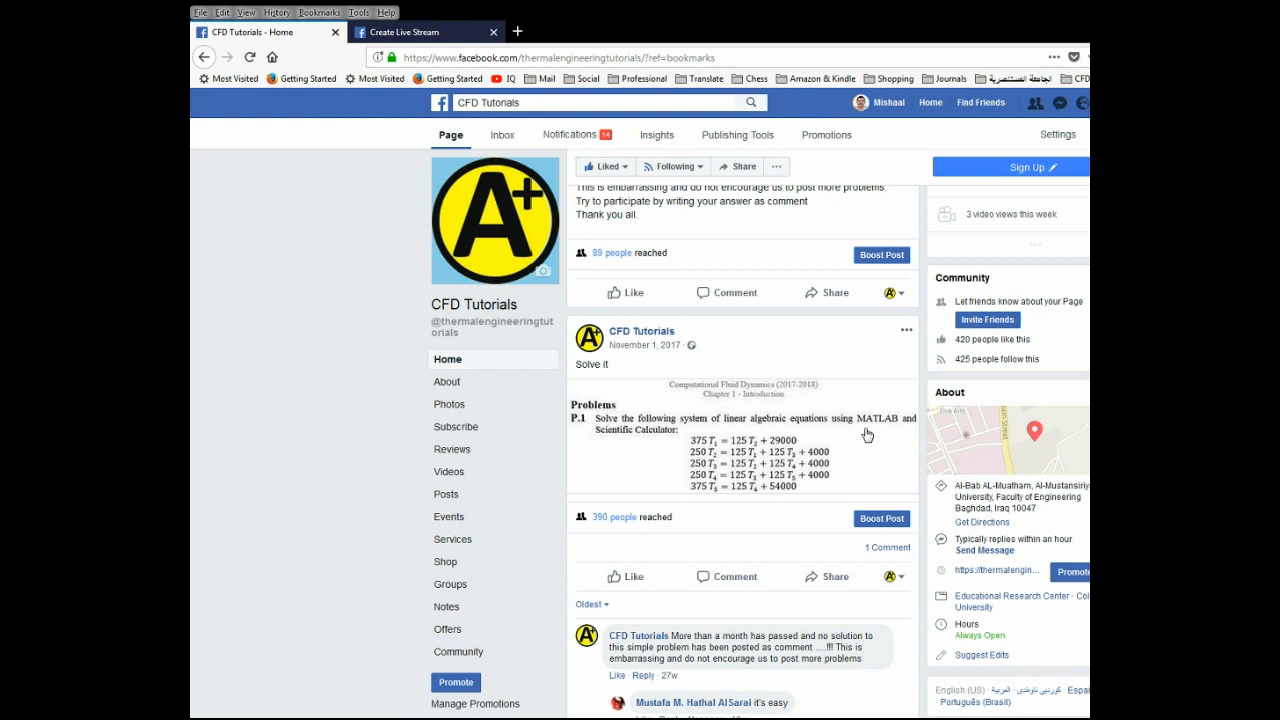 File Edit View History Bookmarks Tools Help
CFD Tutorials - Home
Create Live Stream
https://www.facebook.com/thermalengineeringtutorials/?ref=bookmarks
Most Visited Getting Started Most Visited Getting Started IQ Mail Social Professional Translate Chess Amazon & Kindle Shopping Journals الجامعة المستنصرية CFD
CFD Tutorials
Mishaal Home Find Friends
Page Inbox Notifications 14 Insights Publishing Tools Promotions Settings
Liked Following Share
Sign Up
This is embarrassing and do not encourage us to post more problems.
Try to participate by writing your answer as comment
Thank you all.
89 people reached
Boost Post
Like Comment Share
A+
CFD Tutorials
@thermalengineeringtut
orials
Home
About
Photos
Subscribe
Reviews
Videos
Posts
Events
Services
Shop
Groups
Notes
Offers
Community
Promote
Manage Promotions
CFD Tutorials
November 1, 2017
Solve it
Computational Fluid Dynamics (2017-2018)
Chapter 1 - Introduction
Problems
P.1 Solve the following system of linear algebraic equations using MATLAB and
Scientific Calculator:
375 T₁ = 125 T₂ + 29000
250 T₂ = 125 T₁ + 125 T₃ + 4000
250 T₃ = 125 T₂ + 125 T₄ + 4000
250 T₄ = 125 T₃ + 125 T₅ + 4000
375 T₅ = 125 T₄ + 54000
390 people reached
Boost Post
1 Comment
Like Comment Share
Oldest
CFD Tutorials More than a month has passed and no solution to
this simple problem has been posted as comment ....!!! This is
embarrassing and do not encourage us to post more problems
Like · Reply · 27w
Mustafa M. Hathal AlSarai it's easy
3 video views this week
Community
Let friends know about your Page
Invite Friends
420 people like this
425 people follow this
About
Al-Bab AL-Muatham, Al-Mustansiriy
University, Faculty of Engineering
Baghdad, Iraq 10047
Get Directions
Typically replies within an hour
Send Message
https://thermalengin...
Promote
Educational Research Center · Col
University
Hours
Always Open
Suggest Edits
English (US) · کوردیی ناوەندی · العربية · Españ
Português (Brasil)